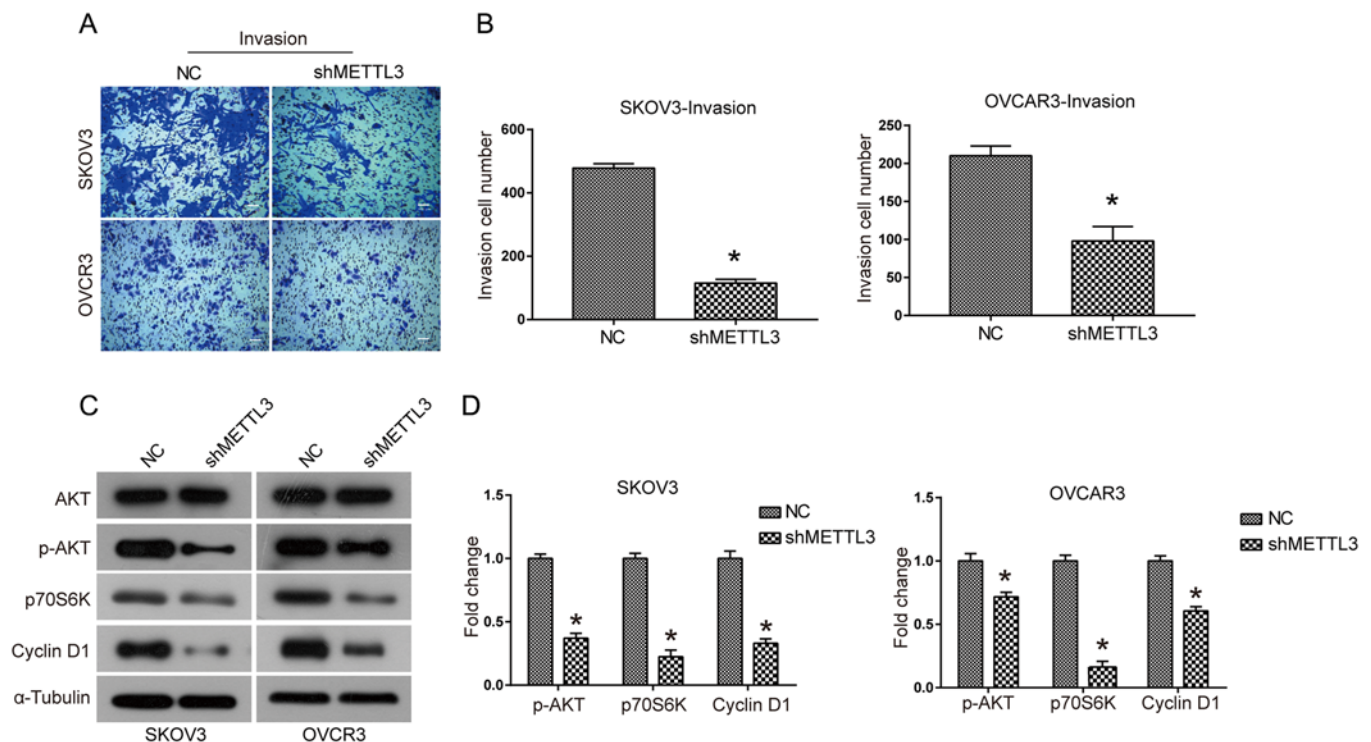 A
Invasion
NC shMETTL3
SKOV3
OVCR3
B
SKOV3-Invasion
Invasion cell number
600
400
200
0
NC shMETTL3
*
OVCAR3-Invasion
Invasion cell number
250
200
150
100
50
0
NC shMETTL3
*
C
NC shMETTL3 NC shMETTL3
AKT
p-AKT
p70S6K
Cyclin D1
α-Tubulin
SKOV3 OVCR3
D
SKOV3
Fold change
1.5
1.0
0.5
0.0
NC
shMETTL3
* * *
p-AKT p70S6K Cyclin D1
OVCAR3
Fold change
1.5
1.0
0.5
0.0
NC
shMETTL3
* * *
p-AKT p70S6K Cyclin D1